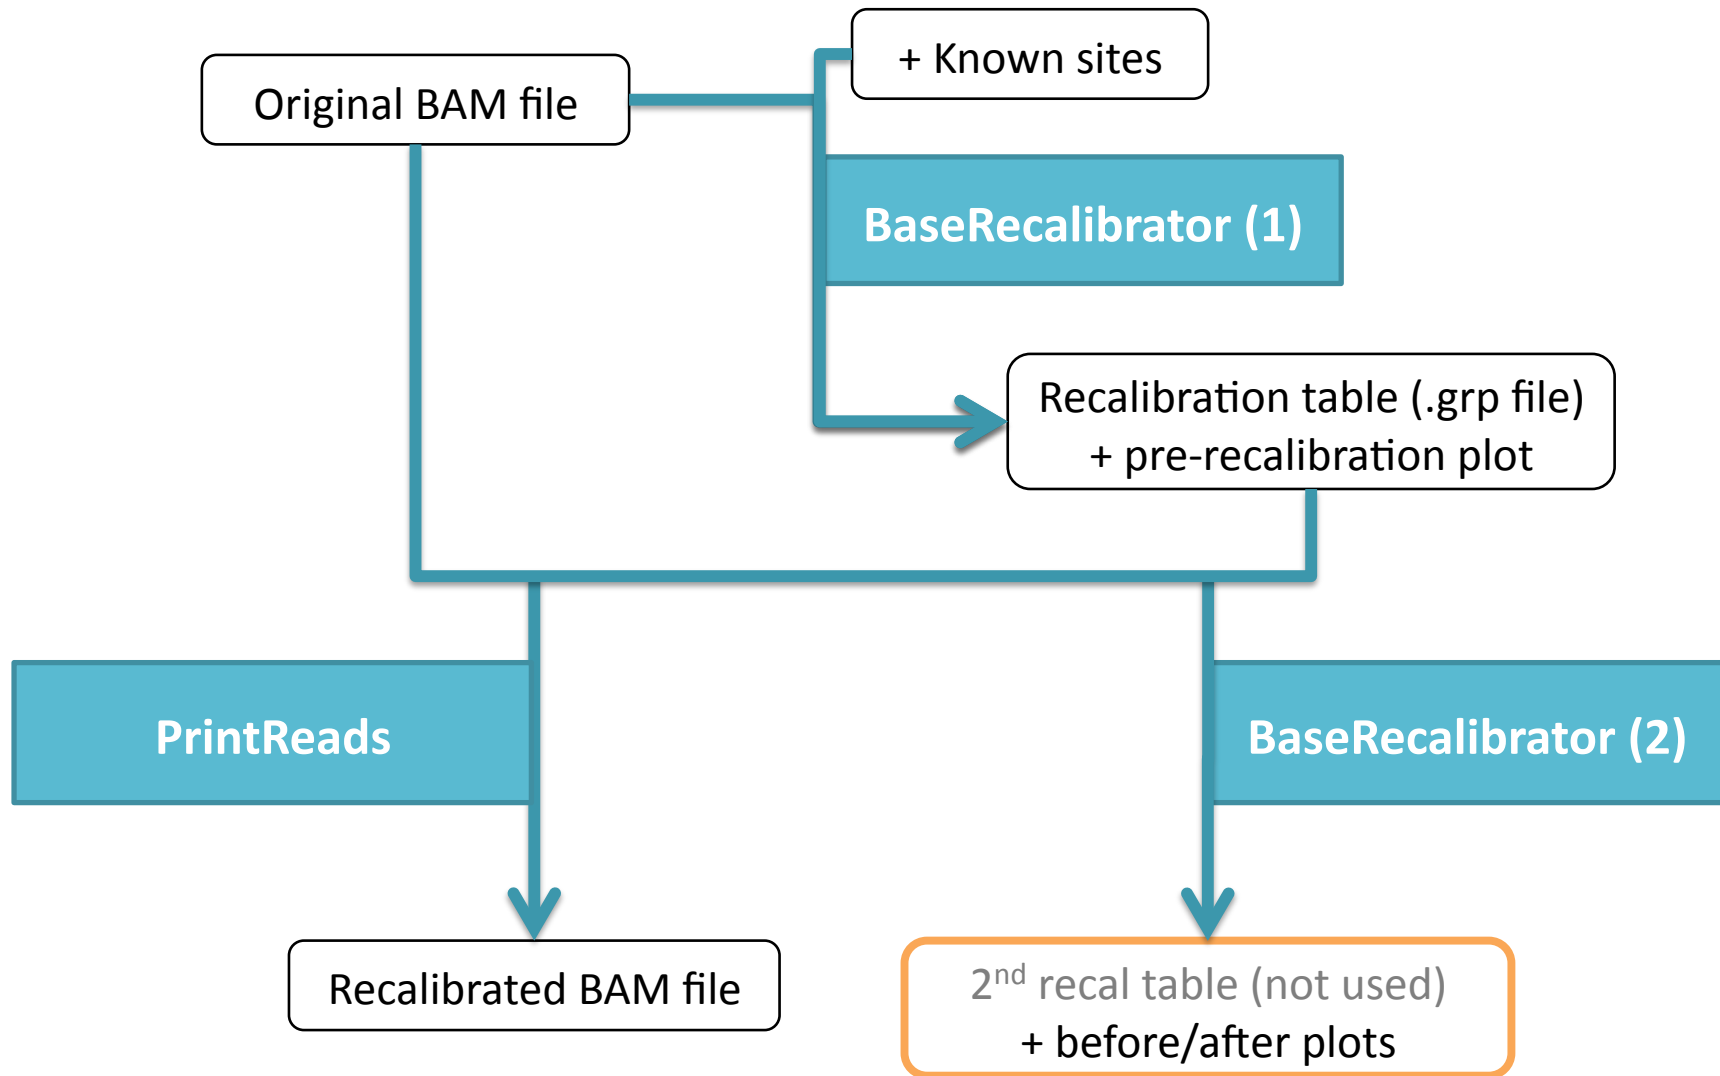 + Known sites
Original BAM file
BaseRecalibrator (1)
Recalibration table (.grp file)
+ pre-recalibration plot
PrintReads
BaseRecalibrator (2)
Recalibrated BAM file
2nd recal table (not used)
+ before/after plots